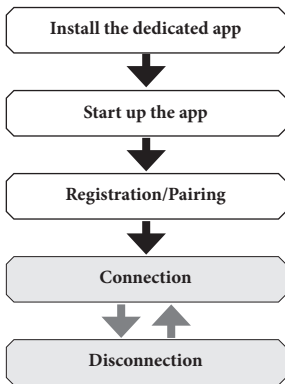 Install the dedicated app
Start up the app
Registration/Pairing
Connection
Disconnection